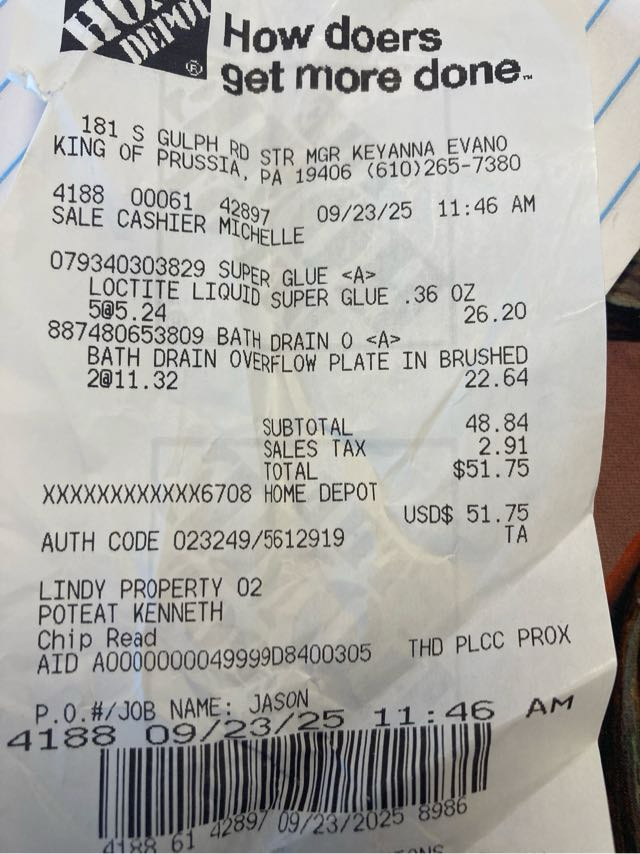 HOME
DEPOT
®
How doers
get more done™
181 S GULPH RD STR MGR KEYANNA EVANO
KING OF PRUSSIA, PA 19406 (610)265-7380
4188 00061 42897 09/23/25 11:46 AM
SALE CASHIER MICHELLE
079340303829 SUPER GLUE <A>
LOCTITE LIQUID SUPER GLUE .36 OZ
5@5.24 26.20
887480653809 BATH DRAIN O <A>
BATH DRAIN OVERFLOW PLATE IN BRUSHED
2@11.32 22.64
SUBTOTAL 48.84
SALES TAX 2.91
TOTAL $51.75
XXXXXXXXXXXX6708 HOME DEPOT
USD$ 51.75
AUTH CODE 023249/5612919 TA
LINDY PROPERTY 02
POTEAT KENNETH
Chip Read
AID A0000000049999D8400305 THD PLCC PROX
P.O.#/JOB NAME: JASON
4188 09/23/25 11:46 AM
4188 61 42897 09/23/2025 8986